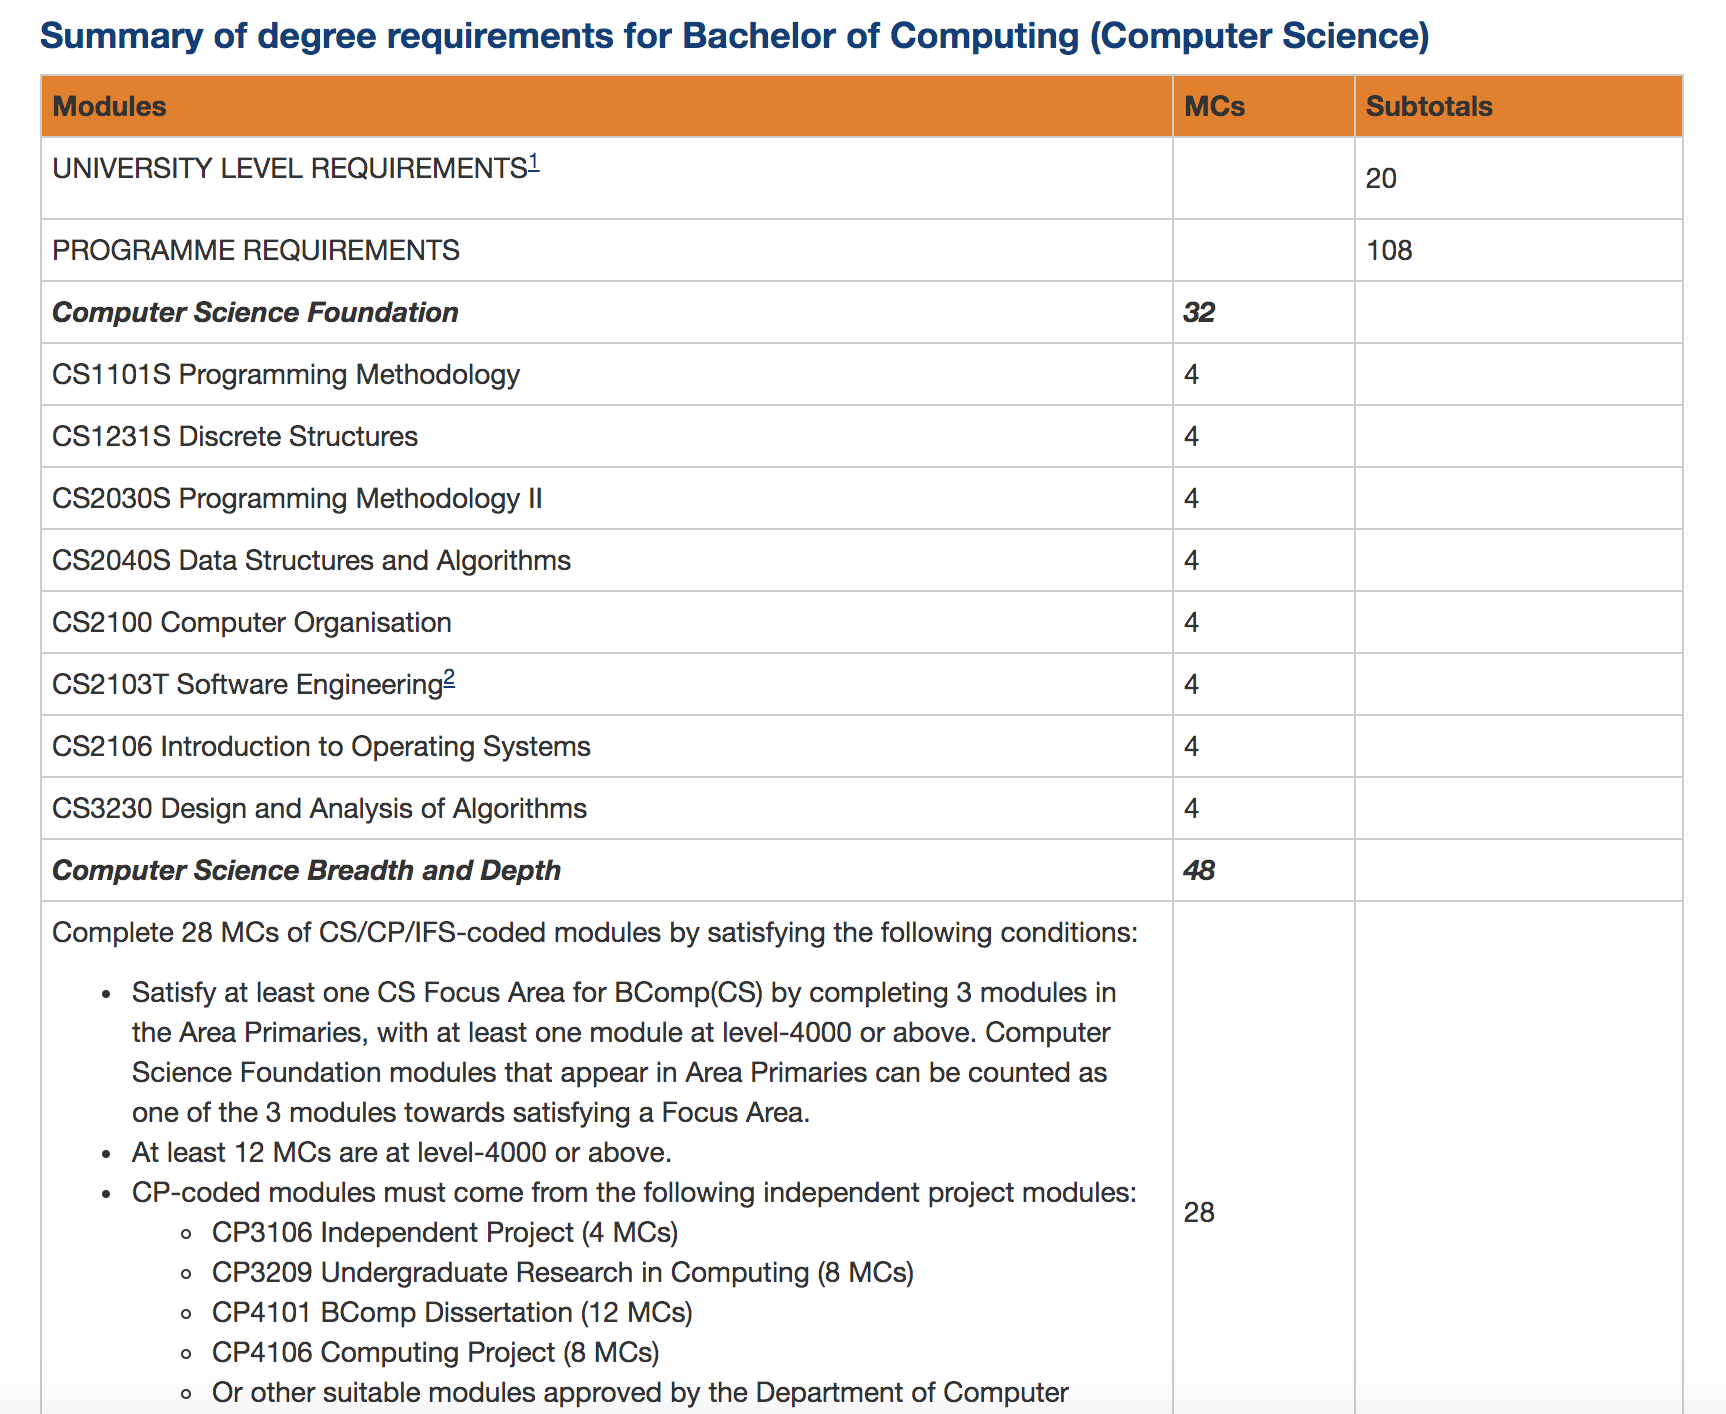 Summary of degree requirements for Bachelor of Computing (Computer Science)
Modules MCs Subtotals
UNIVERSITY LEVEL REQUIREMENTS1 20
PROGRAMME REQUIREMENTS 108
Computer Science Foundation 32
CS1101S Programming Methodology 4
CS1231S Discrete Structures 4
CS2030S Programming Methodology II 4
CS2040S Data Structures and Algorithms 4
CS2100 Computer Organisation 4
CS2103T Software Engineering2 4
CS2106 Introduction to Operating Systems 4
CS3230 Design and Analysis of Algorithms 4
Computer Science Breadth and Depth 48
Complete 28 MCs of CS/CP/IFS-coded modules by satisfying the following conditions:
• Satisfy at least one CS Focus Area for BComp(CS) by completing 3 modules in
the Area Primaries, with at least one module at level-4000 or above. Computer
Science Foundation modules that appear in Area Primaries can be counted as
one of the 3 modules towards satisfying a Focus Area.
• At least 12 MCs are at level-4000 or above.
• CP-coded modules must come from the following independent project modules:
◦ CP3106 Independent Project (4 MCs)
◦ CP3209 Undergraduate Research in Computing (8 MCs)
◦ CP4101 BComp Dissertation (12 MCs)
◦ CP4106 Computing Project (8 MCs)
◦ Or other suitable modules approved by the Department of Computer
28